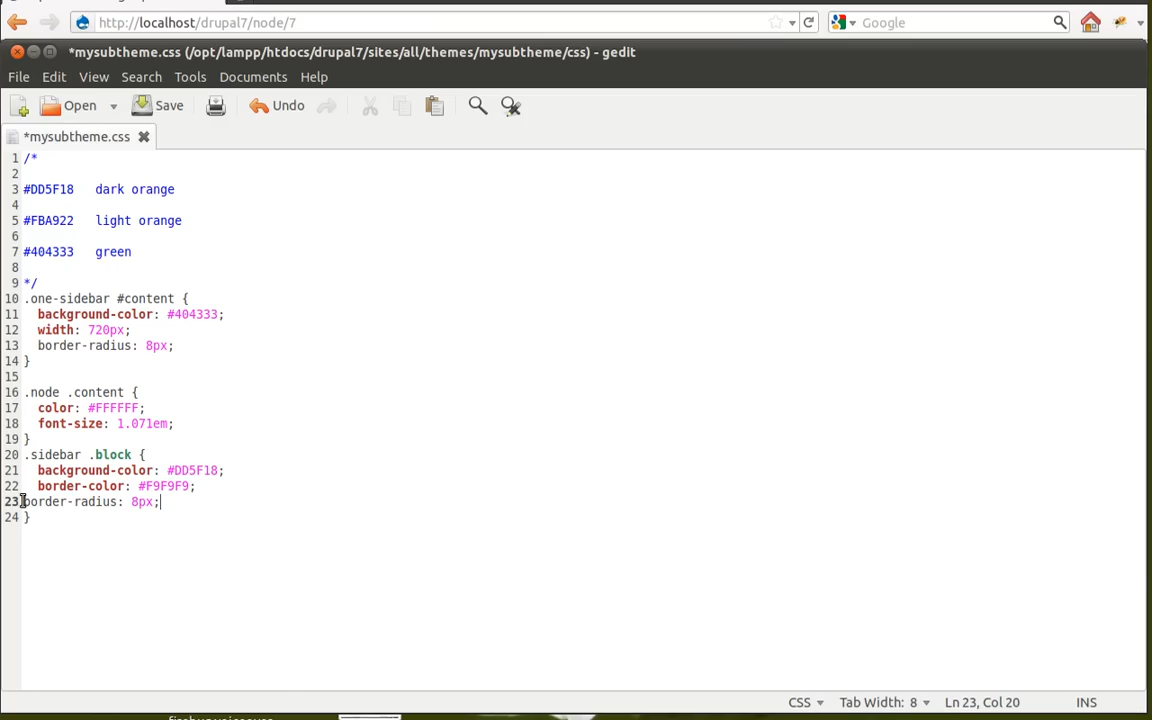 http://localhost/drupal7/node/7
Google
*mysubtheme.css (/opt/lampp/htdocs/drupal7/sites/all/themes/mysubtheme/css) - gedit
File Edit View Search Tools Documents Help
Open Save Undo
*mysubtheme.css
1 /*
2
3 #DD5F18 dark orange
4
5 #FBA922 light orange
6
7 #404333 green
8
9 */
10 .one-sidebar #content {
11 background-color: #404333;
12 width: 720px;
13 border-radius: 8px;
14 }
15
16 .node .content {
17 color: #FFFFFF;
18 font-size: 1.071em;
19 }
20 .sidebar .block {
21 background-color: #DD5F18;
22 border-color: #F9F9F9;
23 border-radius: 8px;
24 }
CSS Tab Width: 8 Ln 23, Col 20 INS